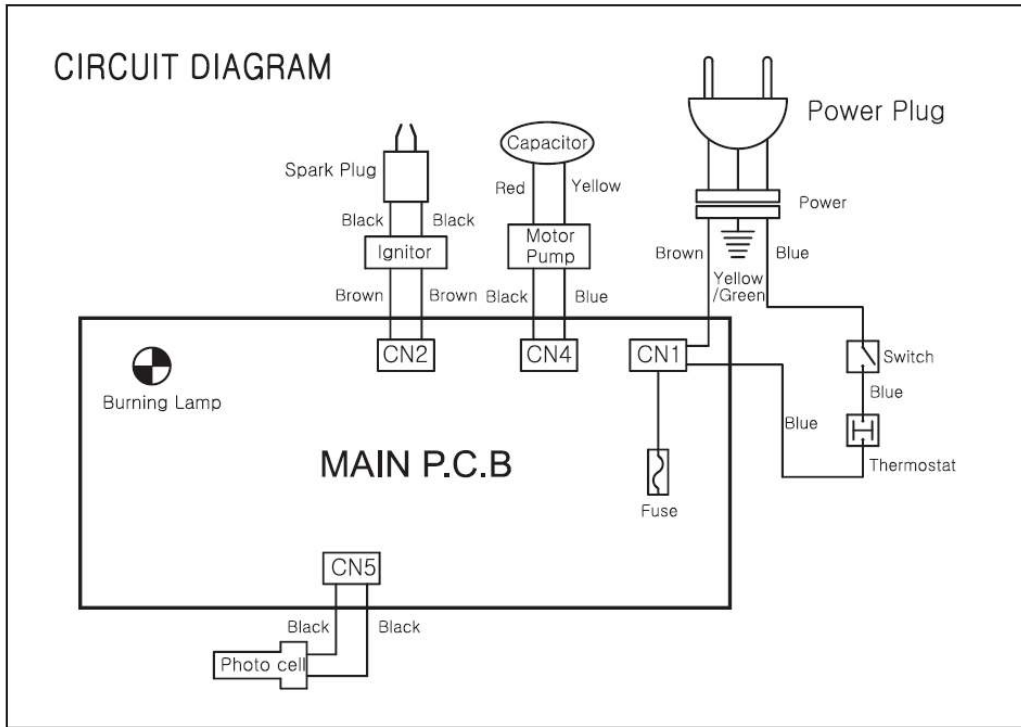 CIRCUIT DIAGRAM
Power Plug
Capacitor
Spark Plug
Red
Yellow
Power
Black
Black
Ignitor
Motor
Pump
Brown
Blue
Yellow
/Green
Brown
Brown
Black
Blue
CN2
CN4
CN1
Switch
Burning Lamp
Blue
Blue
MAIN P.C.B
Thermostat
Fuse
CN5
Black
Black
Photo cell